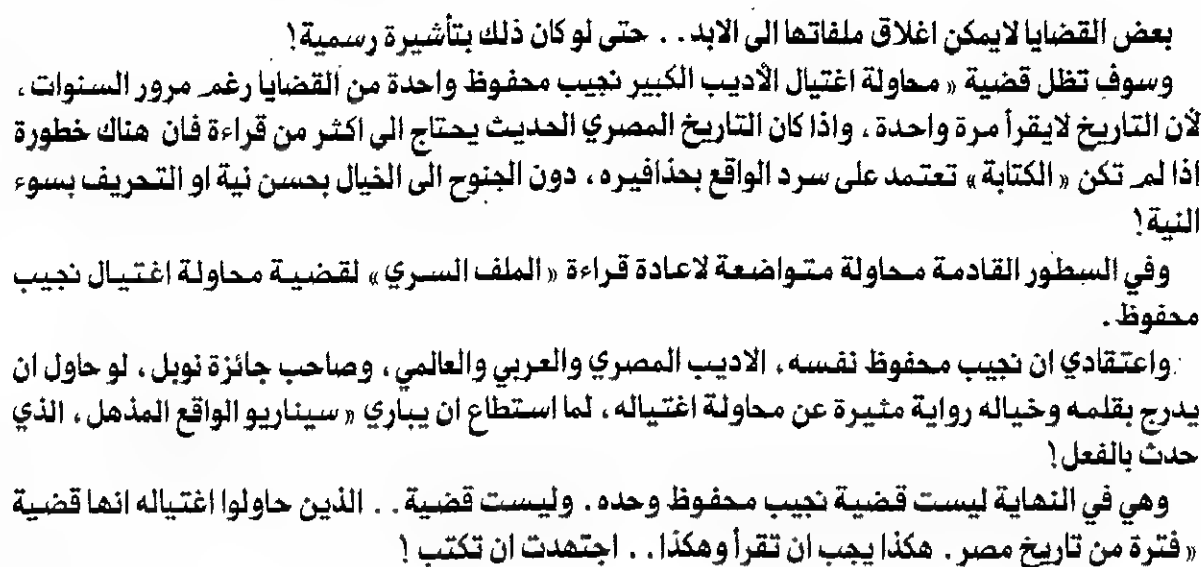 بعض القضايا لايمكن اغلاق ملفاتها الى الابد . . حتى لو كان ذلك بتأشيرة رسمية !
وسوف تظل قضية « محاولة اغتيال الأديب الكبير نجيب محفوظ واحدة من القضايا رغم مرور السنوات ،
لأن التاريخ لايقرأ مرة واحدة ، واذا كان التاريخ المصري الحديث يحتاج الى اكثر من قراءة فان هناك خطورة
اذا لم تكن « الكتابة » تعتمد على سرد الواقع بحذافيره ، دون الجنوح الى الخيال بحسن نية او التحريف بسوء
النية !
وفي السطور القادمة محاولة متواضعة لاعادة قراءة « الملف السري » لقضية محاولة اغتيال نجيب
محفوظ .
واعتقادي ان نجيب محفوظ نفسه ، الاديب المصري والعربي والعالمي ، وصاحب جائزة نوبل ، لو حاول ان
يدرج بقلمه وخياله رواية مثيرة عن محاولة اغتياله ، لما استطاع ان يباري « سيناريو الواقع المذهل ، الذي
حدث بالفعل !
وهي في النهاية ليست قضية نجيب محفوظ وحده . وليست قضية . . الذين حاولوا اغتياله انها قضية
« فترة من تاريخ مصر . هكذا يجب ان تقرأ وهكذا . . اجتهدت ان تكتب !